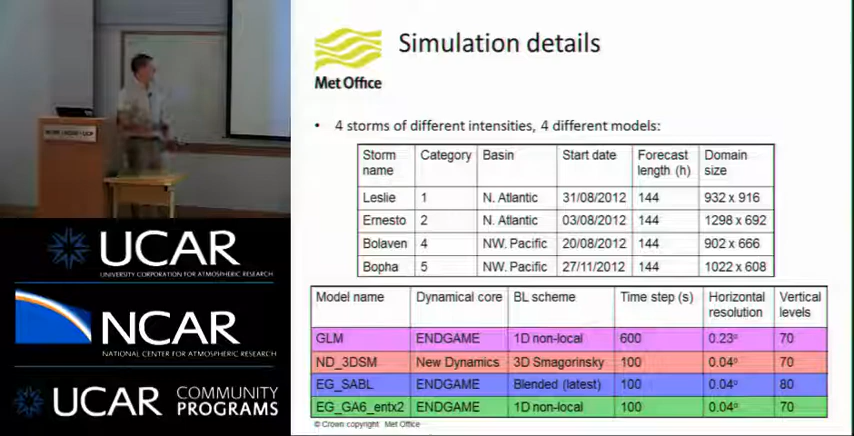 Met Office
Simulation details
• 4 storms of different intensities, 4 different models:
Storm name Category Basin Start date Forecast length (h) Domain size
Leslie 1 N. Atlantic 31/08/2012 144 932 x 916
Ernesto 2 N. Atlantic 03/08/2012 144 1298 x 692
Bolaven 4 NW. Pacific 20/08/2012 144 902 x 666
Bopha 5 NW. Pacific 27/11/2012 144 1022 x 608
Model name Dynamical core BL scheme Time step (s) Horizontal resolution Vertical levels
GLM ENDGAME 1D non-local 600 0.23° 70
ND_3DSM New Dynamics 3D Smagorinsky 100 0.04° 70
EG_SABL ENDGAME Blended (latest) 100 0.04° 80
EG_GA6_entx2 ENDGAME 1D non-local 100 0.04° 70
© Crown copyright Met Office
UCAR
UNIVERSITY CORPORATION FOR ATMOSPHERIC RESEARCH
NCAR
NATIONAL CENTER FOR ATMOSPHERIC RESEARCH
UCAR COMMUNITY
PROGRAMS